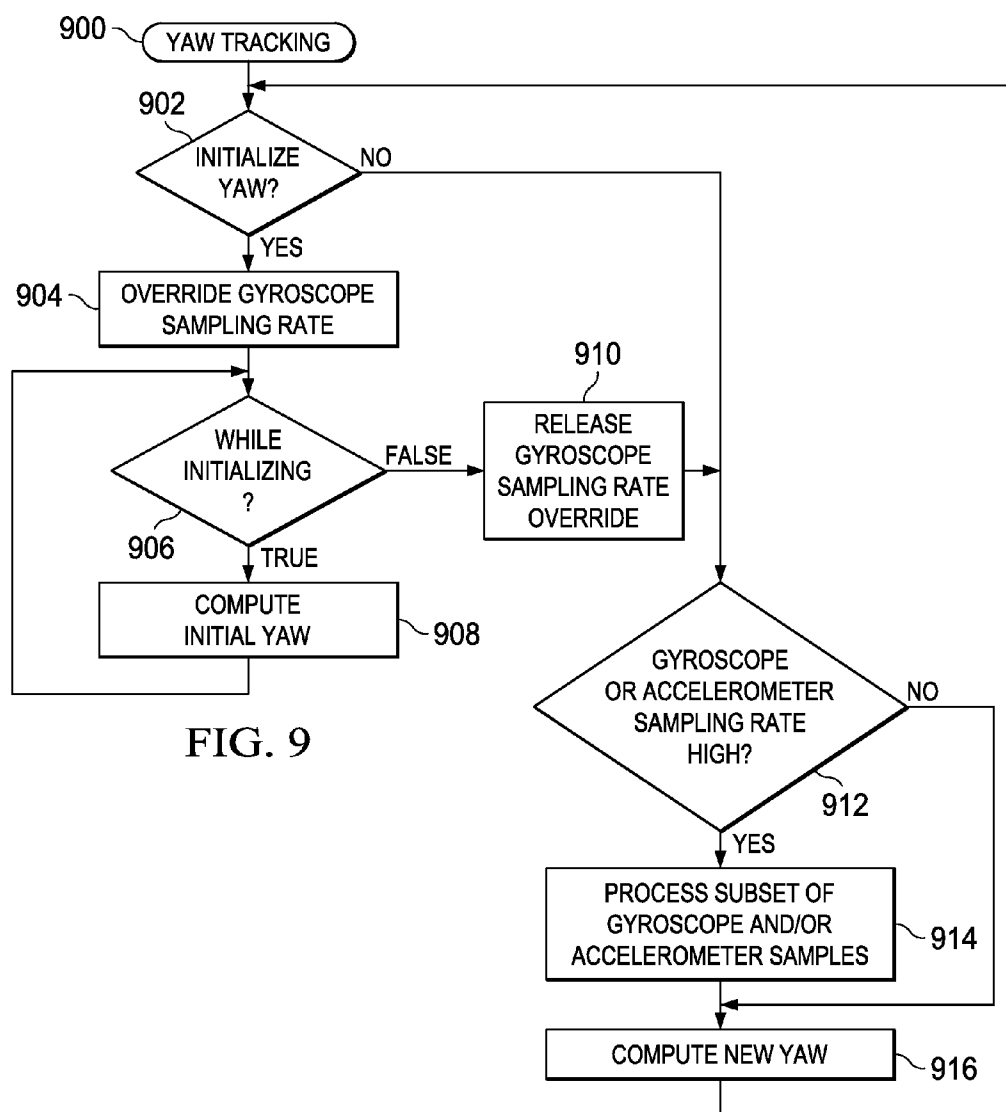 900
YAW TRACKING
902
INITIALIZE
YAW?
NO
YES
904
OVERRIDE GYROSCOPE
SAMPLING RATE
910
RELEASE
GYROSCOPE
SAMPLING RATE
OVERRIDE
WHILE
INITIALIZING
?
FALSE
906
TRUE
COMPUTE
INITIAL YAW
908
FIG. 9
GYROSCOPE
OR ACCELEROMETER
SAMPLING RATE
HIGH?
NO
912
YES
PROCESS SUBSET OF
GYROSCOPE AND/OR
ACCELEROMETER SAMPLES
914
COMPUTE NEW YAW
916